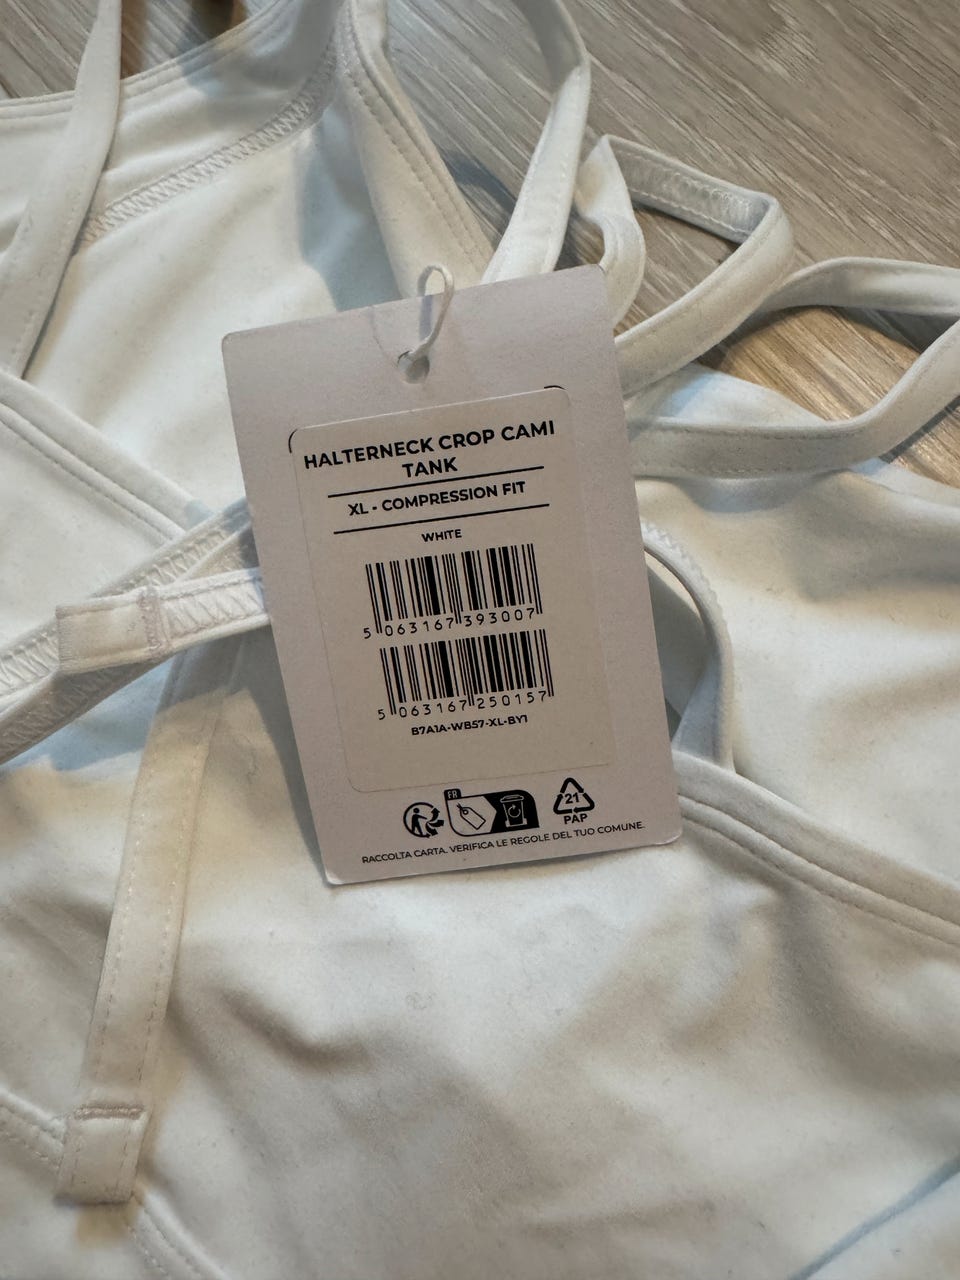 HALTERNECK CROP CAMI
TANK
XL - COMPRESSION FIT
WHITE
5 063167 393007
5 063167 250157
B7A1A-WB57-XL-BY1
FR
21
PAP
RACCOLTA CARTA. VERIFICA LE REGOLE DEL TUO COMUNE.